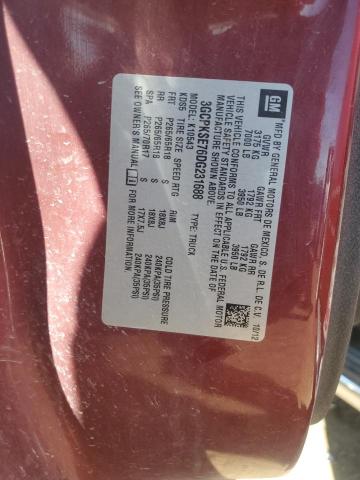 GM
MFD BY GENERAL MOTORS DE MEXICO, S. DE R.L. DE C.V. 10/12
GVWR GAWR FRT GAWR RR
3175 KG 1792 KG 1792 KG
7000 LB 3950 LB 3950 LB
THIS VEHICLE CONFORMS TO ALL APPLICABLE U.S. FEDERAL MOTOR
VEHICLE SAFETY STANDARDS IN EFFECT ON THE DATE OF
MANUFACTURE SHOWN ABOVE.
3GCPKSE76DG231688 TYPE: TRUCK
K10543
KDS5 TIRE SIZE SPEED RTG RIM COLD TIRE PRESSURE
FRT P265/65R18 S 18X8J 240KPA(35PSI)
RR P265/65R18 S 18X8J 240KPA(35PSI)
SPA P265/70R17 S 17X7.5J 240KPA(35PSI)
SEE OWNER'S MANUAL FOR MORE INFORMATION.